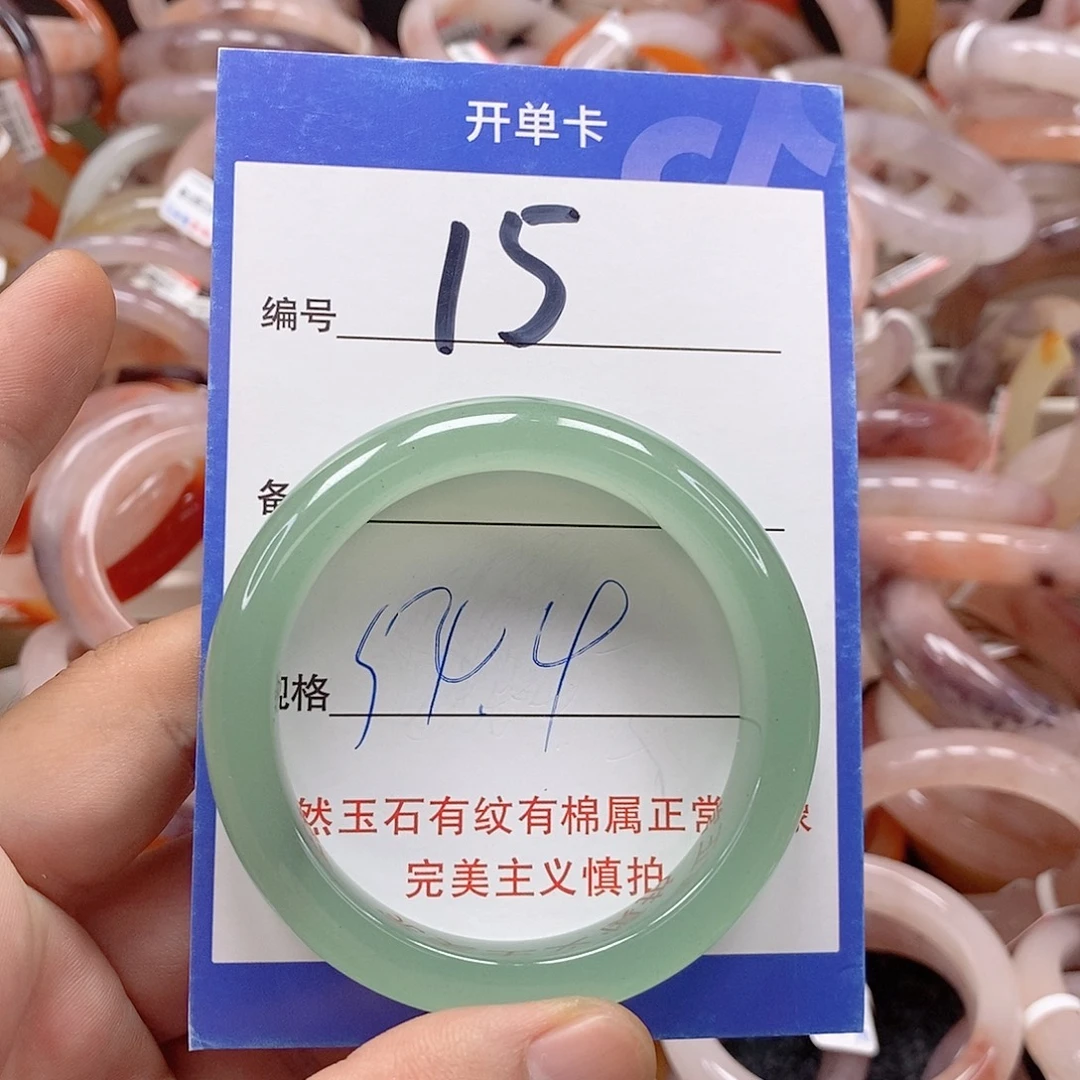 开单卡
编号 15
备
规格 54.4
然玉石有纹有棉属正常
完美主义慎拍